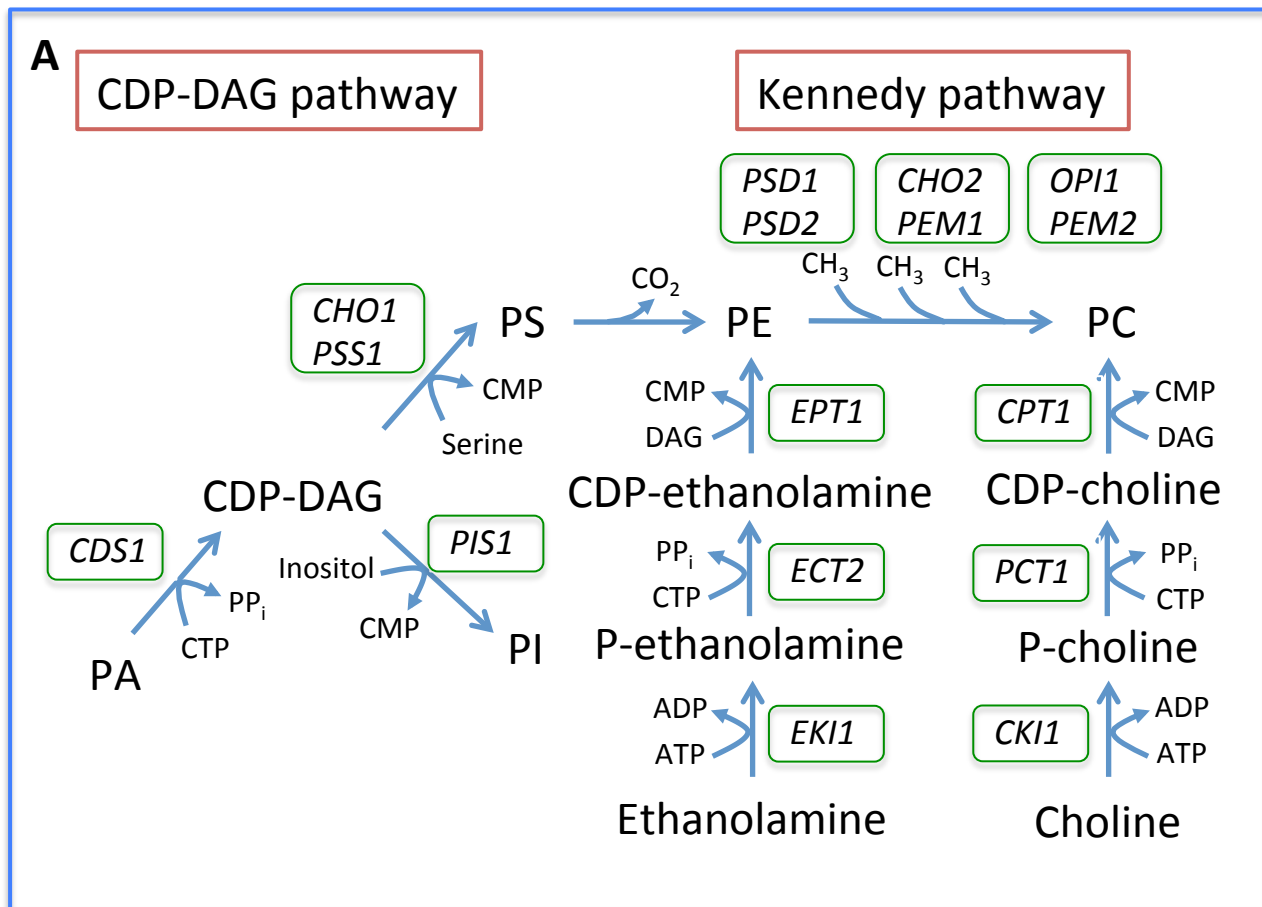 A
CDP-DAG pathway
Kennedy pathway
PSD1
PSD2
CHO2
PEM1
OPI1
PEM2
CH3
CH3
CH3
CO2
CHO1
PSS1
PS
PE
PC
CMP
Serine
CMP
DAG
EPT1
CPT1
CMP
DAG
CDP-DAG
CDP-ethanolamine
CDP-choline
CDS1
PIS1
Inositol
CMP
PPi
CTP
PPi
CTP
ECT2
PCT1
PPi
CTP
PA
PI
P-ethanolamine
P-choline
ADP
ATP
EKI1
CKI1
ADP
ATP
Ethanolamine
Choline